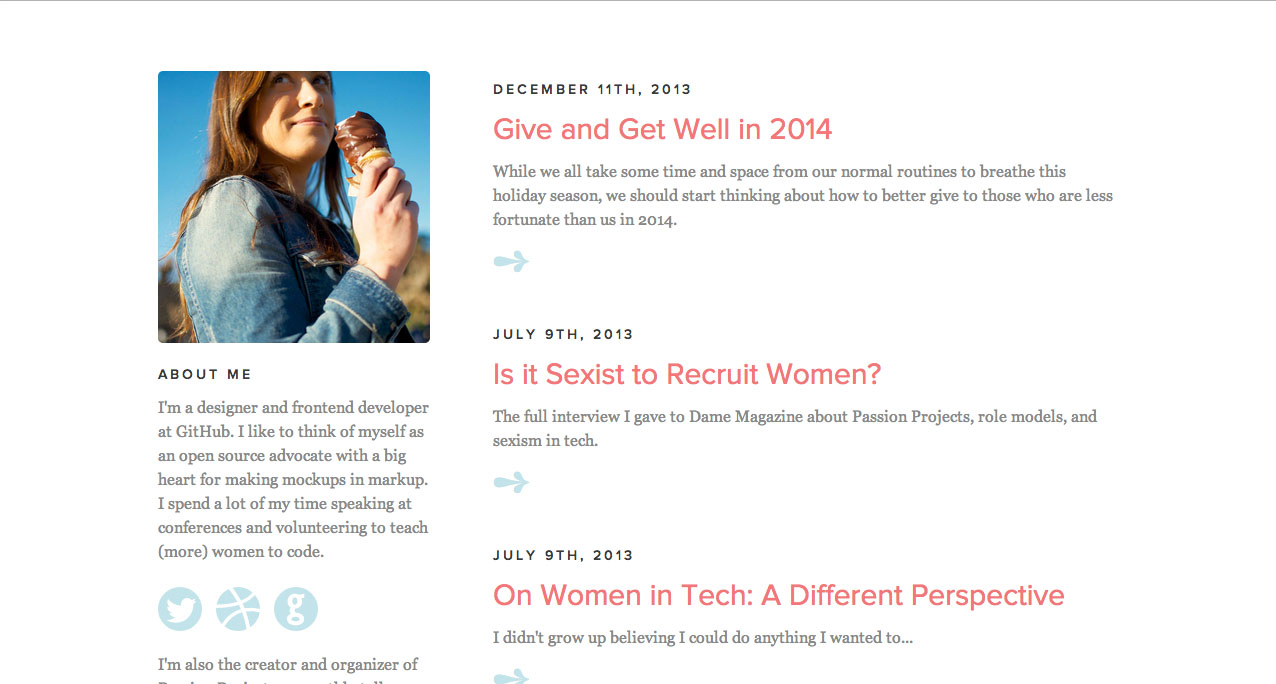 ABOUT ME
I'm a designer and frontend developer
at GitHub. I like to think of myself as
an open source advocate with a big
heart for making mockups in markup.
I spend a lot of my time speaking at
conferences and volunteering to teach
(more) women to code.
g
I'm also the creator and organizer of
DECEMBER 11TH, 2013
Give and Get Well in 2014
While we all take some time and space from our normal routines to breathe this
holiday season, we should start thinking about how to better give to those who are less
fortunate than us in 2014.
JULY 9TH, 2013
Is it Sexist to Recruit Women?
The full interview I gave to Dame Magazine about Passion Projects, role models, and
sexism in tech.
JULY 9TH, 2013
On Women in Tech: A Different Perspective
I didn't grow up believing I could do anything I wanted to...